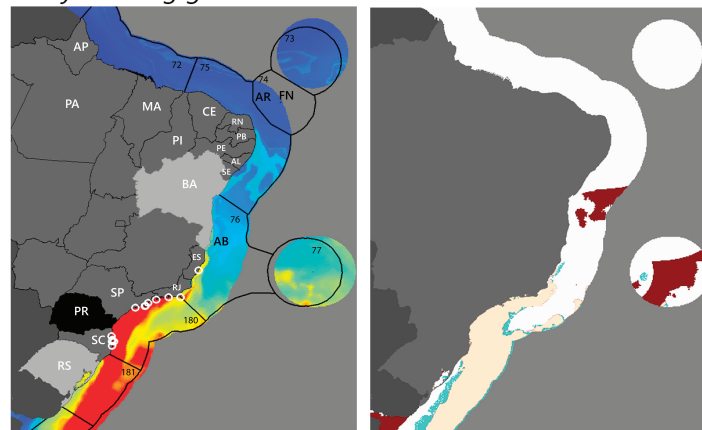 73
AP
72
75
74
AR
FN
PA
MA
CE
RN
PI
PB
PE
AL
SE
BA
76
AB
77
ES
SP
RJ
PR
180
SC
RS
181